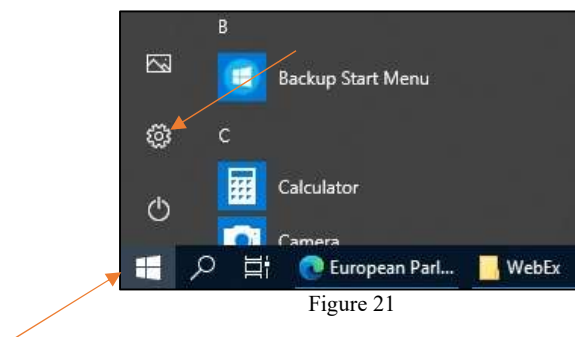 B
Backup Start Menu
C
Calculator
Camera
European Parl... WebEx
Figure 21